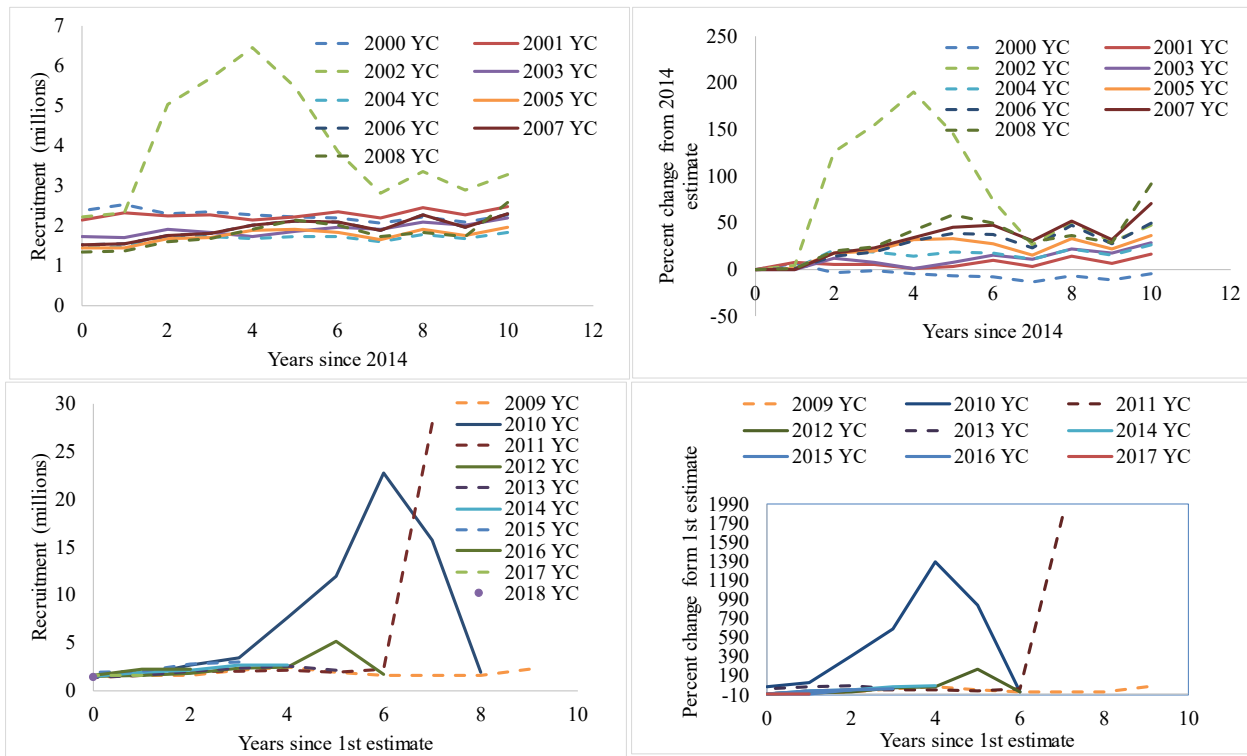 Recruitment (millions)
7
6
5
4
3
2
1
0
0 2 4 6 8 10 12
Years since 2014
2000 YC 2001 YC
2002 YC 2003 YC
2004 YC 2005 YC
2006 YC 2007 YC
2008 YC
Percent change from 2014
estimate
250
200
150
100
50
0
-50
0 2 4 6 8 10 12
Years since 2014
2000 YC 2001 YC
2002 YC 2003 YC
2004 YC 2005 YC
2006 YC 2007 YC
2008 YC
Recruitment (millions)
30
25
20
15
10
5
0
0 2 4 6 8 10
Years since 1st estimate
2009 YC
2010 YC
2011 YC
2012 YC
2013 YC
2014 YC
2015 YC
2016 YC
2017 YC
2018 YC
2009 YC 2010 YC 2011 YC
2012 YC 2013 YC 2014 YC
2015 YC 2016 YC 2017 YC
Percent change form 1st estimate
1990
1790
1590
1390
1190
990
790
590
390
190
-10
0 2 4 6 8 10
Years since 1st estimate